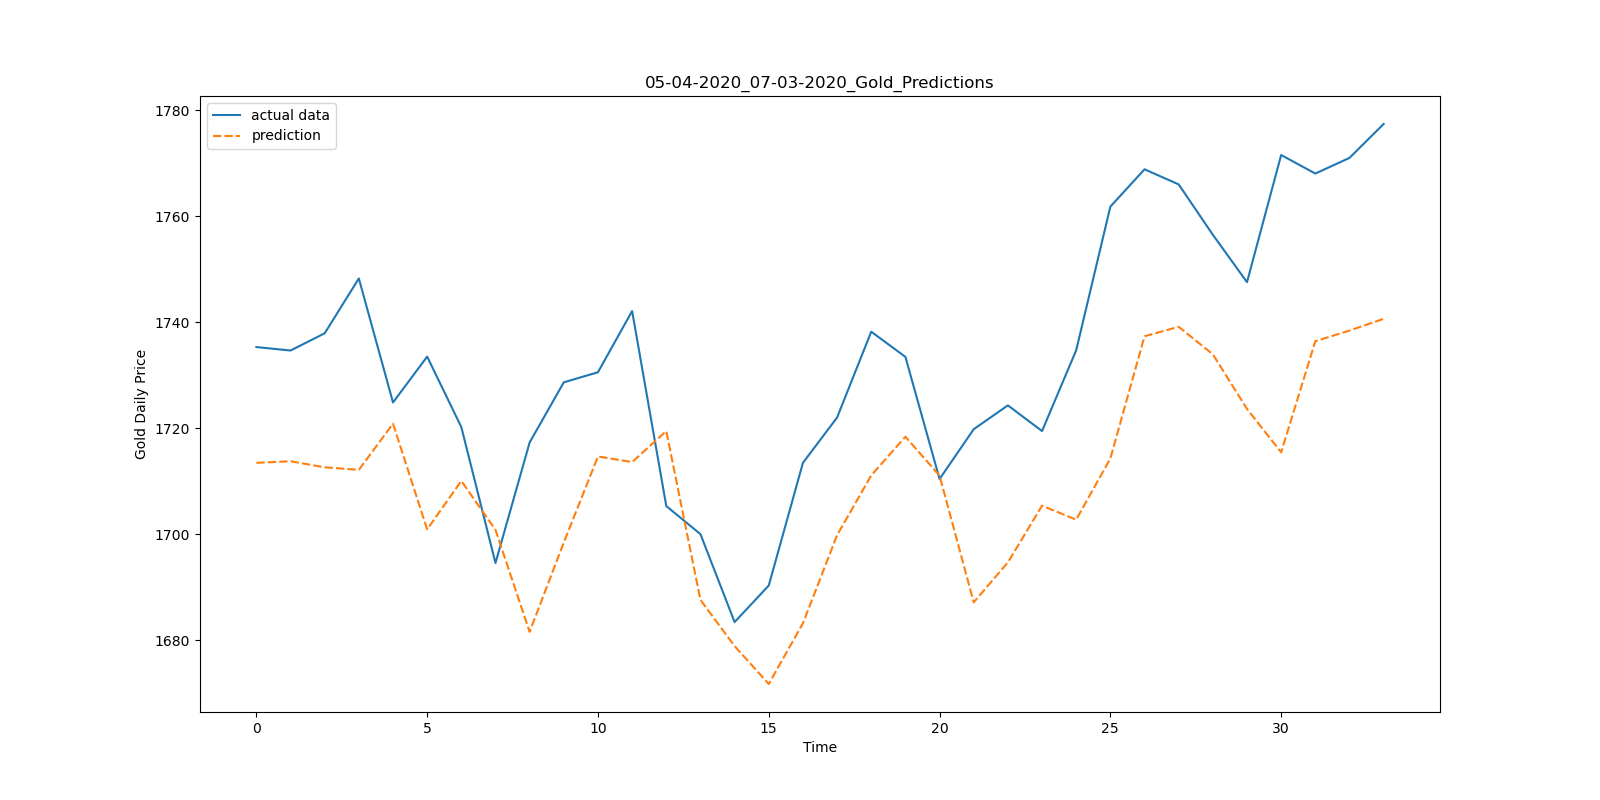 05-04-2020_07-03-2020_Gold_Predictions
actual data
prediction
1780
1760
1740
1720
1700
1680
Gold Daily Price
0 5 10 15 20 25 30
Time